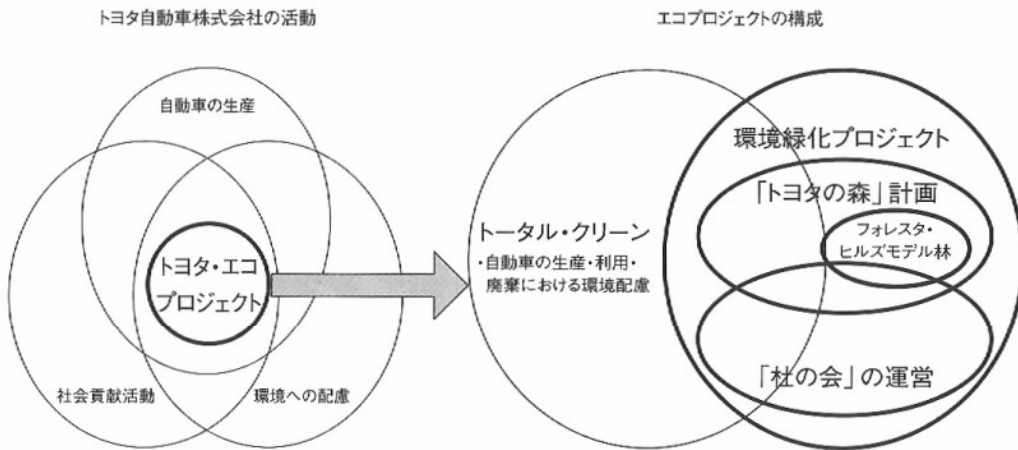 トヨタ自動車株式会社の活動
自動車の生産
トヨタ・エコ
プロジェクト
社会貢献活動
環境への配慮
エコプロジェクトの構成
環境緑化プロジェクト
「トヨタの森」計画
フォレスタ・
ヒルズモデル林
トータル・クリーン
・自動車の生産・利用・
廃棄における環境配慮
「杜の会」の運営